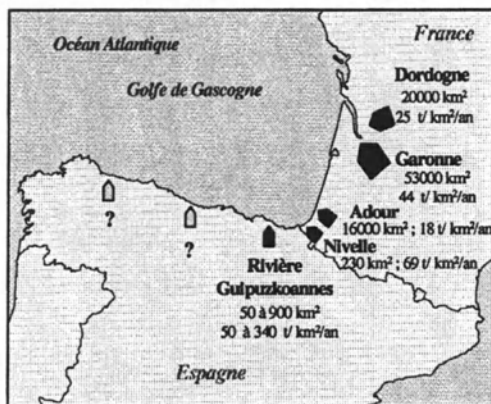 Océan Atlantique
France
Golfe de Gascogne
Dordogne
20000 km²
25 t/ km²/an
Garonne
53000 km²
44 t/ km²/an
Adour
16000 km² ; 18 t/ km²/an
Nivelle
230 km² ; 69 t/ km²/an
?
?
Rivière
Guipuzkoannes
50 à 900 km²
50 à 340 t/ km²/an
Espagne